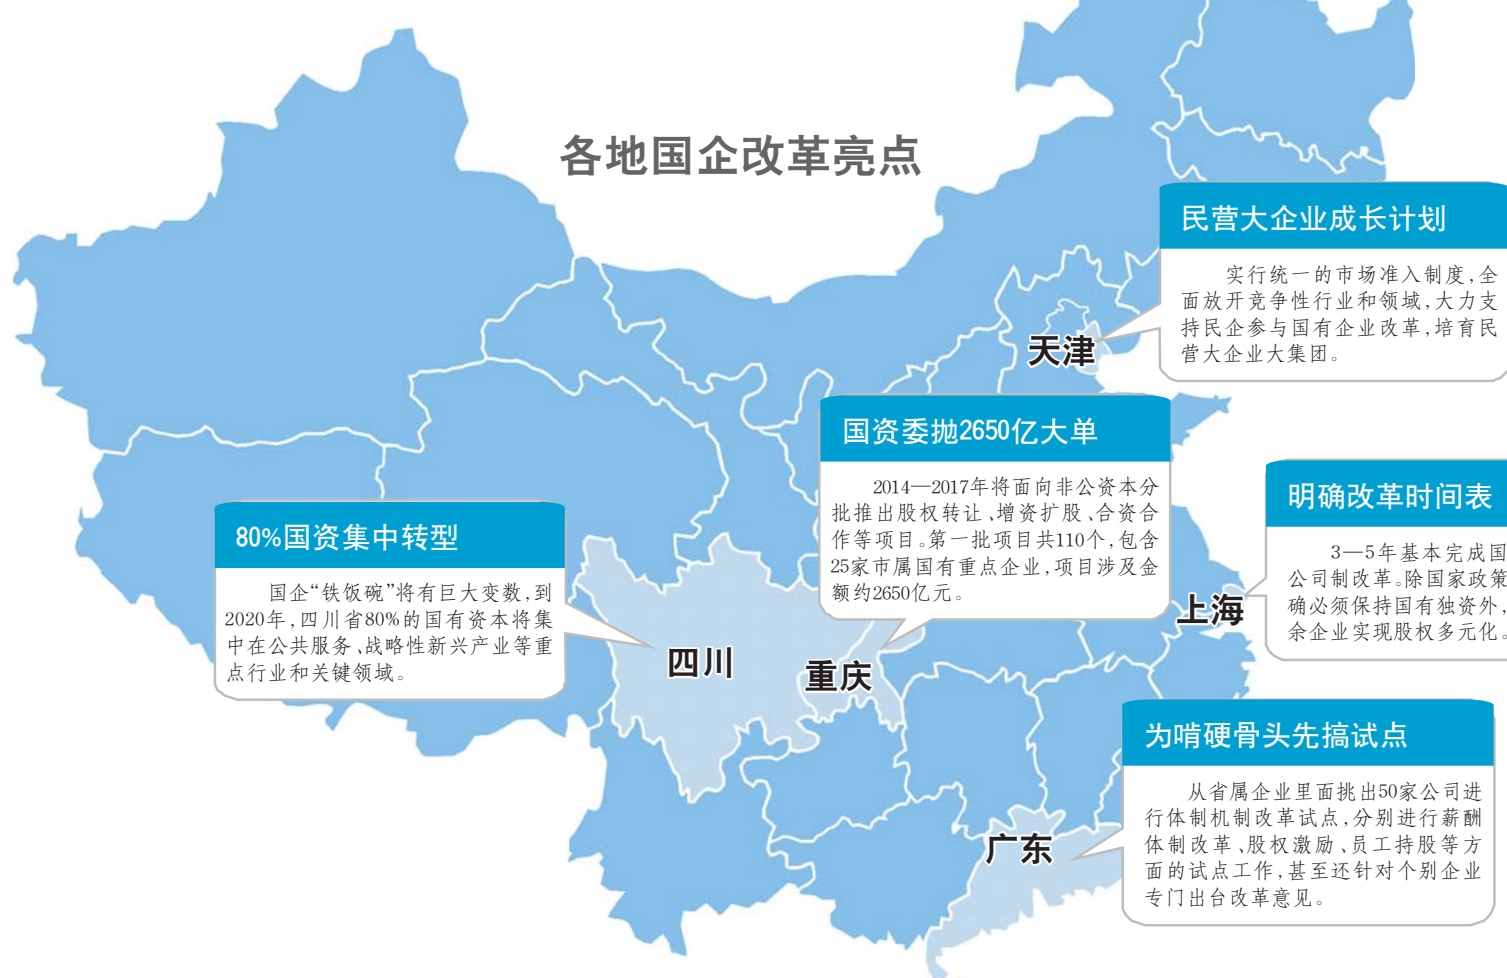 各地国企改革亮点
民营大企业成长计划
实行统一的市场准入制度,全
面放开竞争性行业和领域,大力支
持民企参与国有企业改革,培育民
营大企业大集团。
天津
国资委抛2650亿大单
2014—2017年将面向非公资本分
批推出股权转让、增资扩股、合资合
作等项目。第一批项目共110个,包含
25家市属国有重点企业,项目涉及金
额约2650亿元。
明确改革时间表
3—5年基本完成国
公司制改革。除国家政策
确必须保持国有独资外,
余企业实现股权多元化。
上海
80%国资集中转型
国企“铁饭碗”将有巨大变数,到
2020年,四川省80%的国有资本将集
中在公共服务、战略性新兴产业等重
点行业和关键领域。
四川
重庆
为啃硬骨头先搞试点
从省属企业里面挑出50家公司进
行体制机制改革试点,分别进行薪酬
体制改革、股权激励、员工持股等方
面的试点工作,甚至还针对个别企业
专门出台改革意见。
广东